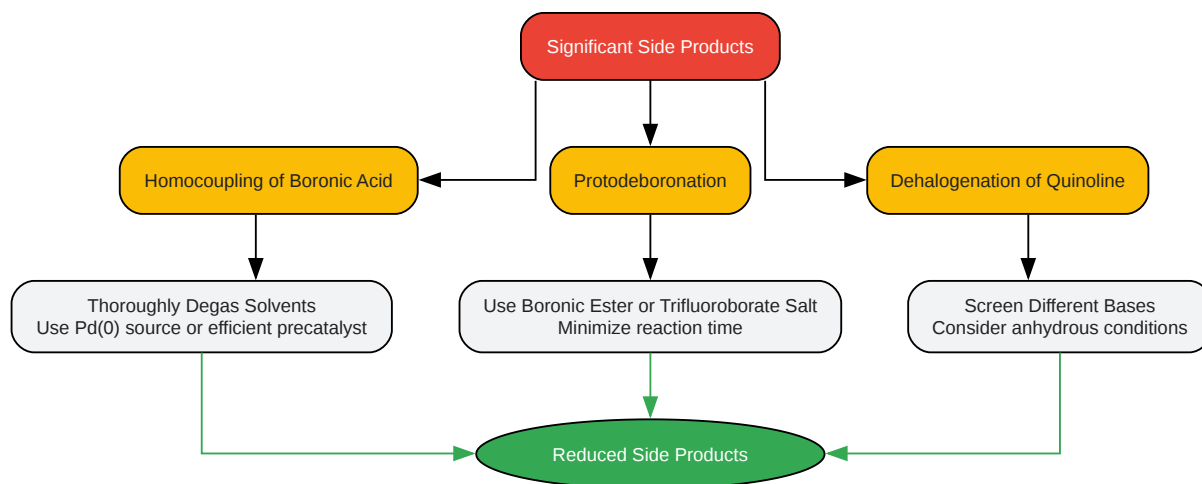 Significant Side Products
Homocoupling of Boronic Acid
Protodeboronation
Dehalogenation of Quinoline
Thoroughly Degas Solvents
Use Pd(0) source or efficient precatalyst
Use Boronic Ester or Trifluoroborate Salt
Minimize reaction time
Screen Different Bases
Consider anhydrous conditions
Reduced Side Products